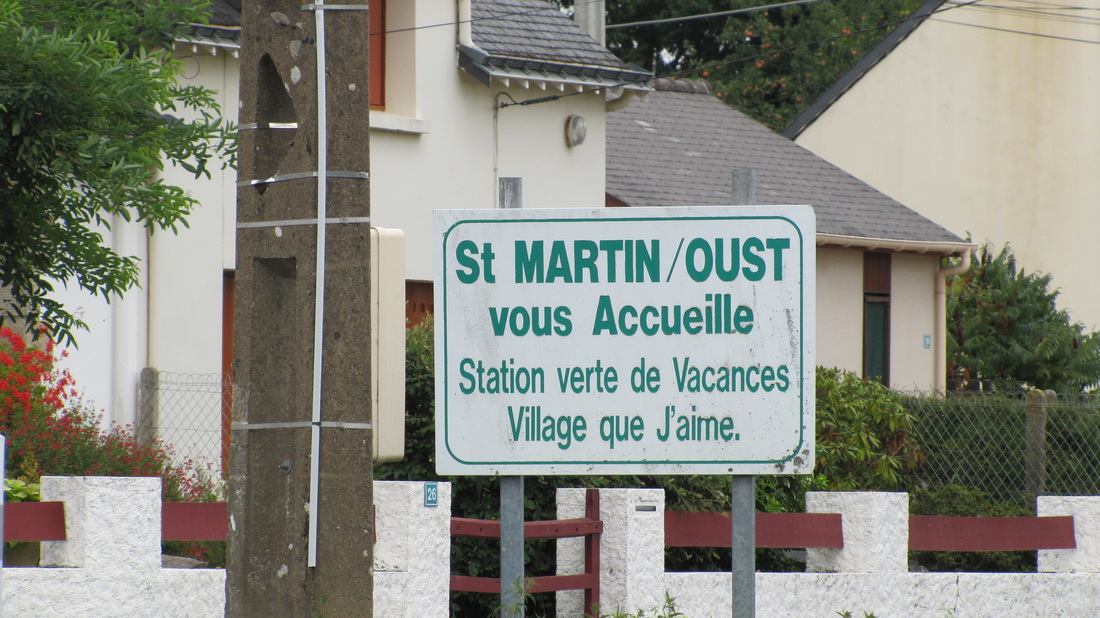 St MARTIN/OUST
vous Accueille
Station verte de Vacances
Village que J'aime.
26